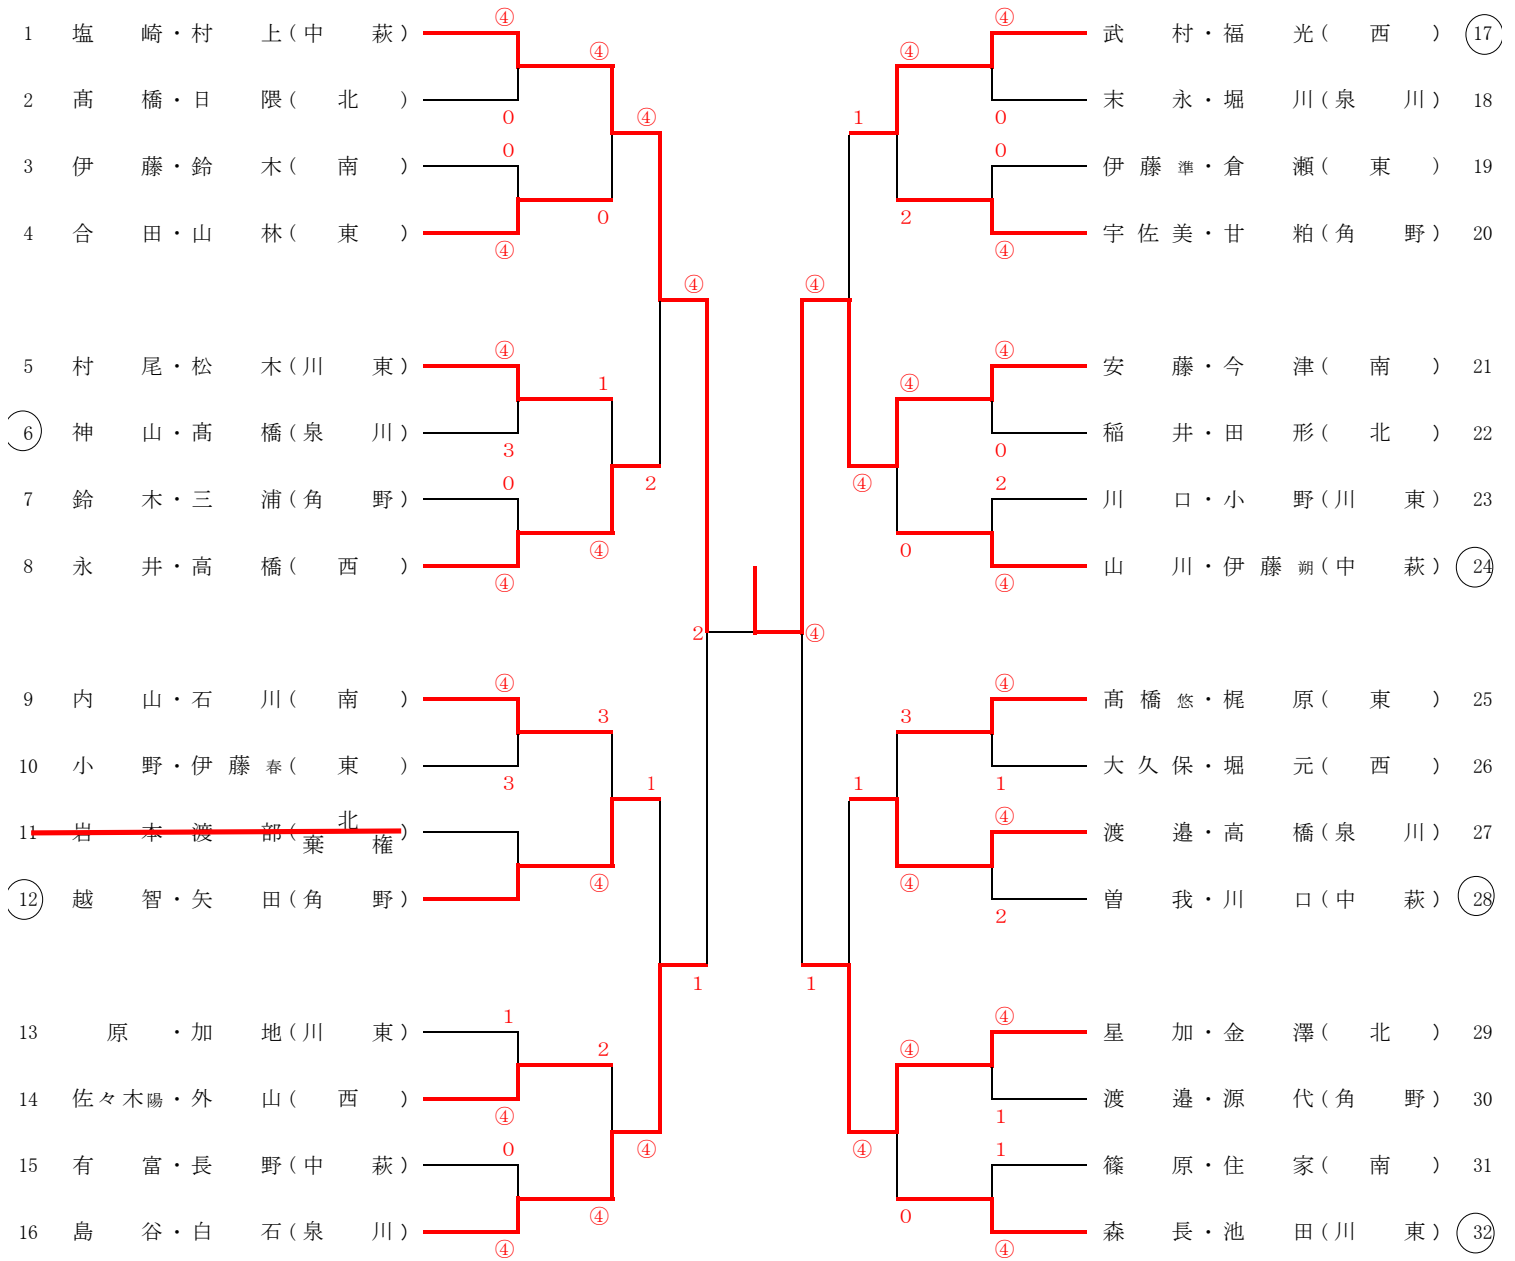 1 塩崎・村上(中萩)
④
2 髙橋・日隈(北)
0
④
3 伊藤・鈴木(南)
0
4 合田・山林(東)
④
0
④
5 村尾・松木(川東)
④
6 神山・髙橋(泉川)
3
1
7 鈴木・三浦(角野)
0
8 永井・高橋(西)
④
④
2
④
9 内山・石川(南)
④
10 小野・伊藤春(東)
3
3
11 岩本渡部(北)
棄権
12 越智・矢田(角野)
④
1
13 原・加地(川東)
1
14 佐々木陽・外山(西)
④
2
15 有富・長野(中萩)
0
16 島谷・白石(泉川)
④
④
④
1
2
④
武村・福光(西) 17
④
末永・堀川(泉川) 18
0
④
伊藤準・倉瀬(東) 19
0
宇佐美・甘粕(角野) 20
④
2
1
安藤・今津(南) 21
④
稲井・田形(北) 22
0
④
川口・小野(川東) 23
2
山川・伊藤朔(中萩) 24
④
0
④
④
髙橋悠・梶原(東) 25
④
大久保・堀元(西) 26
1
3
渡邉・高橋(泉川) 27
④
曽我・川口(中萩) 28
2
④
1
星加・金澤(北) 29
④
渡邉・源代(角野) 30
1
④
篠原・住家(南) 31
1
森長・池田(川東) 32
④
0
④
1